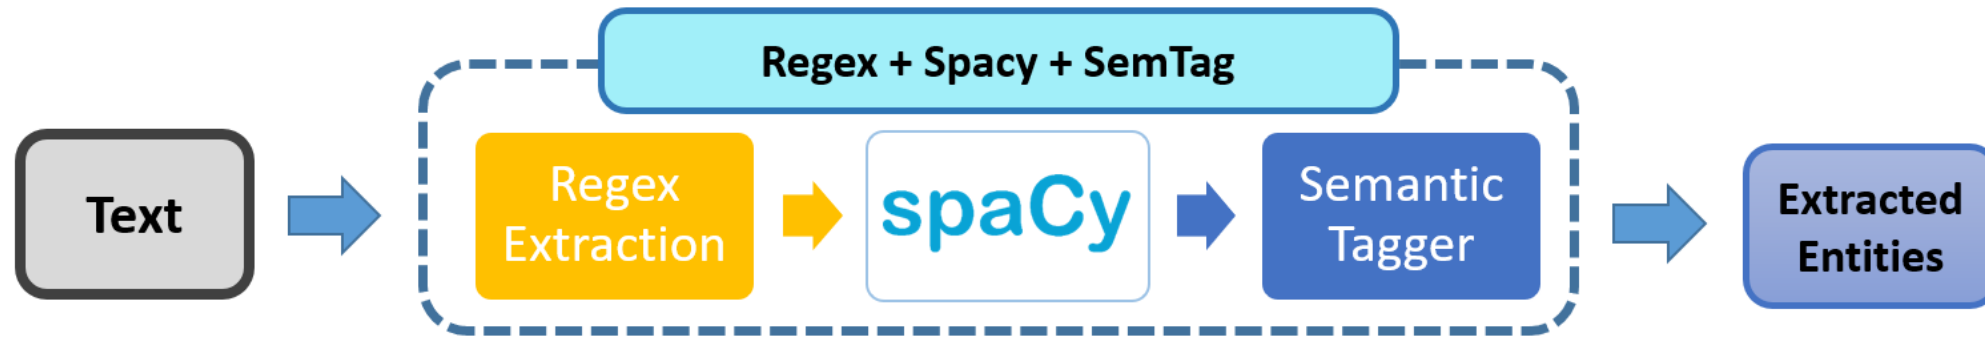 Regex + Spacy + SemTag
Text
Regex
Extraction
spaCy
Semantic
Tagger
Extracted
Entities